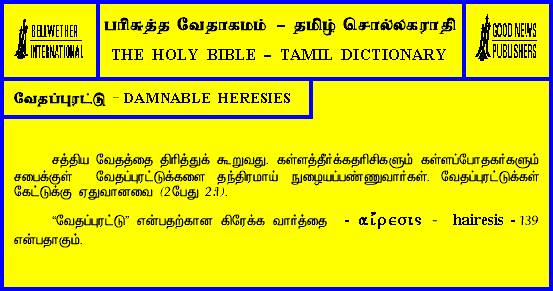 BELLWETHER
INTERNATIONAL
பரிசுத்த வேதாகமம் – தமிழ் சொல்லகராதி
THE HOLY BIBLE – TAMIL DICTIONARY
GOOD NEWS
PUBLISHERS
வேதப்புரட்டு - DAMNABLE HERESIES
சத்திய வேதத்தை திரித்துக் கூறுவது. கள்ளத்தீர்க்கதரிசிகளும் கள்ளப்போதகர்களும்
சபைக்குள் வேதப்புரட்டுக்களை தந்திரமாய் நுழையப்பண்ணுவார்கள். வேதப்புரட்டுக்கள்
கேட்டுக்கு ஏதுவானவை (2பேது 2:1).
“வேதப்புரட்டு” என்பதற்கான கிரேக்க வார்த்தை - αἵρεσις - hairesis - 139
என்பதாகும்.